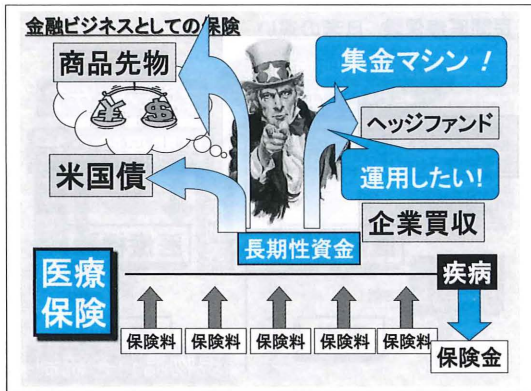 金融ビジネスとしての保険
商品先物
集金マシン！
¥ $
ヘッジファンド
米国債
運用したい!
企業買収
長期性資金
医療
保険
疾病
保険料 保険料 保険料 保険料 保険料
保険金